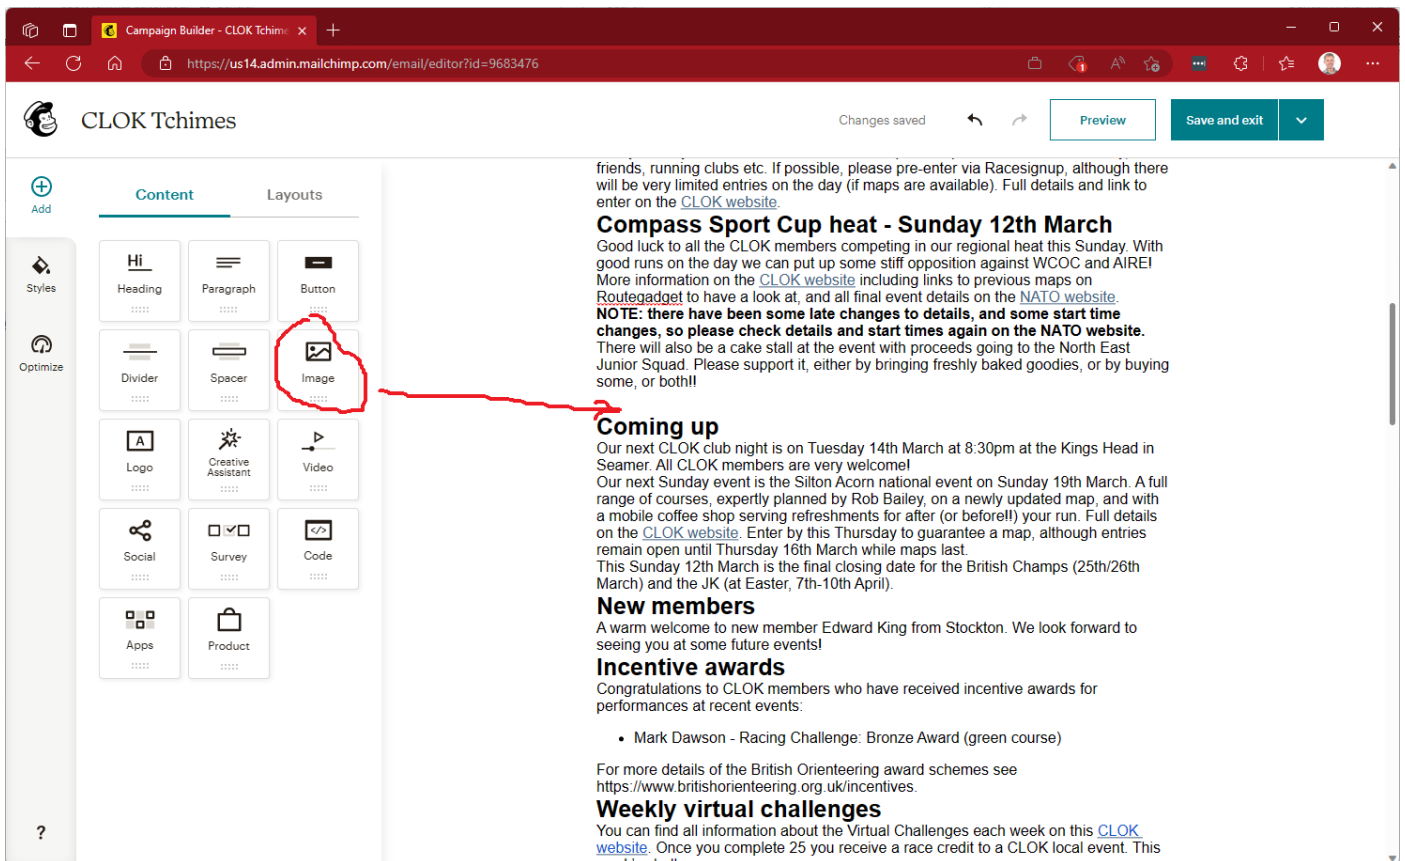 Campaign Builder - CLOK Tchime
https://us14.admin.mailchimp.com/email/editor?id=9683476
1
CLOK Tchimes
Changes saved
Preview
Save and exit
Add
Styles
Optimize
?
Content
Layouts
Hi
Heading
Paragraph
Button
Divider
Spacer
Image
A
Logo
Creative
Assistant
Video
Social
Survey
Code
Apps
Product
friends, running clubs etc. If possible, please pre-enter via Racesignup, although there
will be very limited entries on the day (if maps are available). Full details and link to
enter on the CLOK website.
Compass Sport Cup heat - Sunday 12th March
Good luck to all the CLOK members competing in our regional heat this Sunday. With
good runs on the day we can put up some stiff opposition against WCOC and AIRE!
More information on the CLOK website including links to previous maps on
Routegadget to have a look at, and all final event details on the NATO website.
NOTE: there have been some late changes to details, and some start time
changes, so please check details and start times again on the NATO website.
There will also be a cake stall at the event with proceeds going to the North East
Junior Squad. Please support it, either by bringing freshly baked goodies, or by buying
some, or both!!
Coming up
Our next CLOK club night is on Tuesday 14th March at 8:30pm at the Kings Head in
Seamer. All CLOK members are very welcome!
Our next Sunday event is the Silton Acorn national event on Sunday 19th March. A full
range of courses, expertly planned by Rob Bailey, on a newly updated map, and with
a mobile coffee shop serving refreshments for after (or before!!) your run. Full details
on the CLOK website. Enter by this Thursday to guarantee a map, although entries
remain open until Thursday 16th March while maps last.
This Sunday 12th March is the final closing date for the British Champs (25th/26th
March) and the JK (at Easter, 7th-10th April).
New members
A warm welcome to new member Edward King from Stockton. We look forward to
seeing you at some future events!
Incentive awards
Congratulations to CLOK members who have received incentive awards for
performances at recent events:
• Mark Dawson - Racing Challenge: Bronze Award (green course)
For more details of the British Orienteering award schemes see
https://www.britishorienteering.org.uk/incentives.
Weekly virtual challenges
You can find all information about the Virtual Challenges each week on this CLOK
website. Once you complete 25 you receive a race credit to a CLOK local event. This